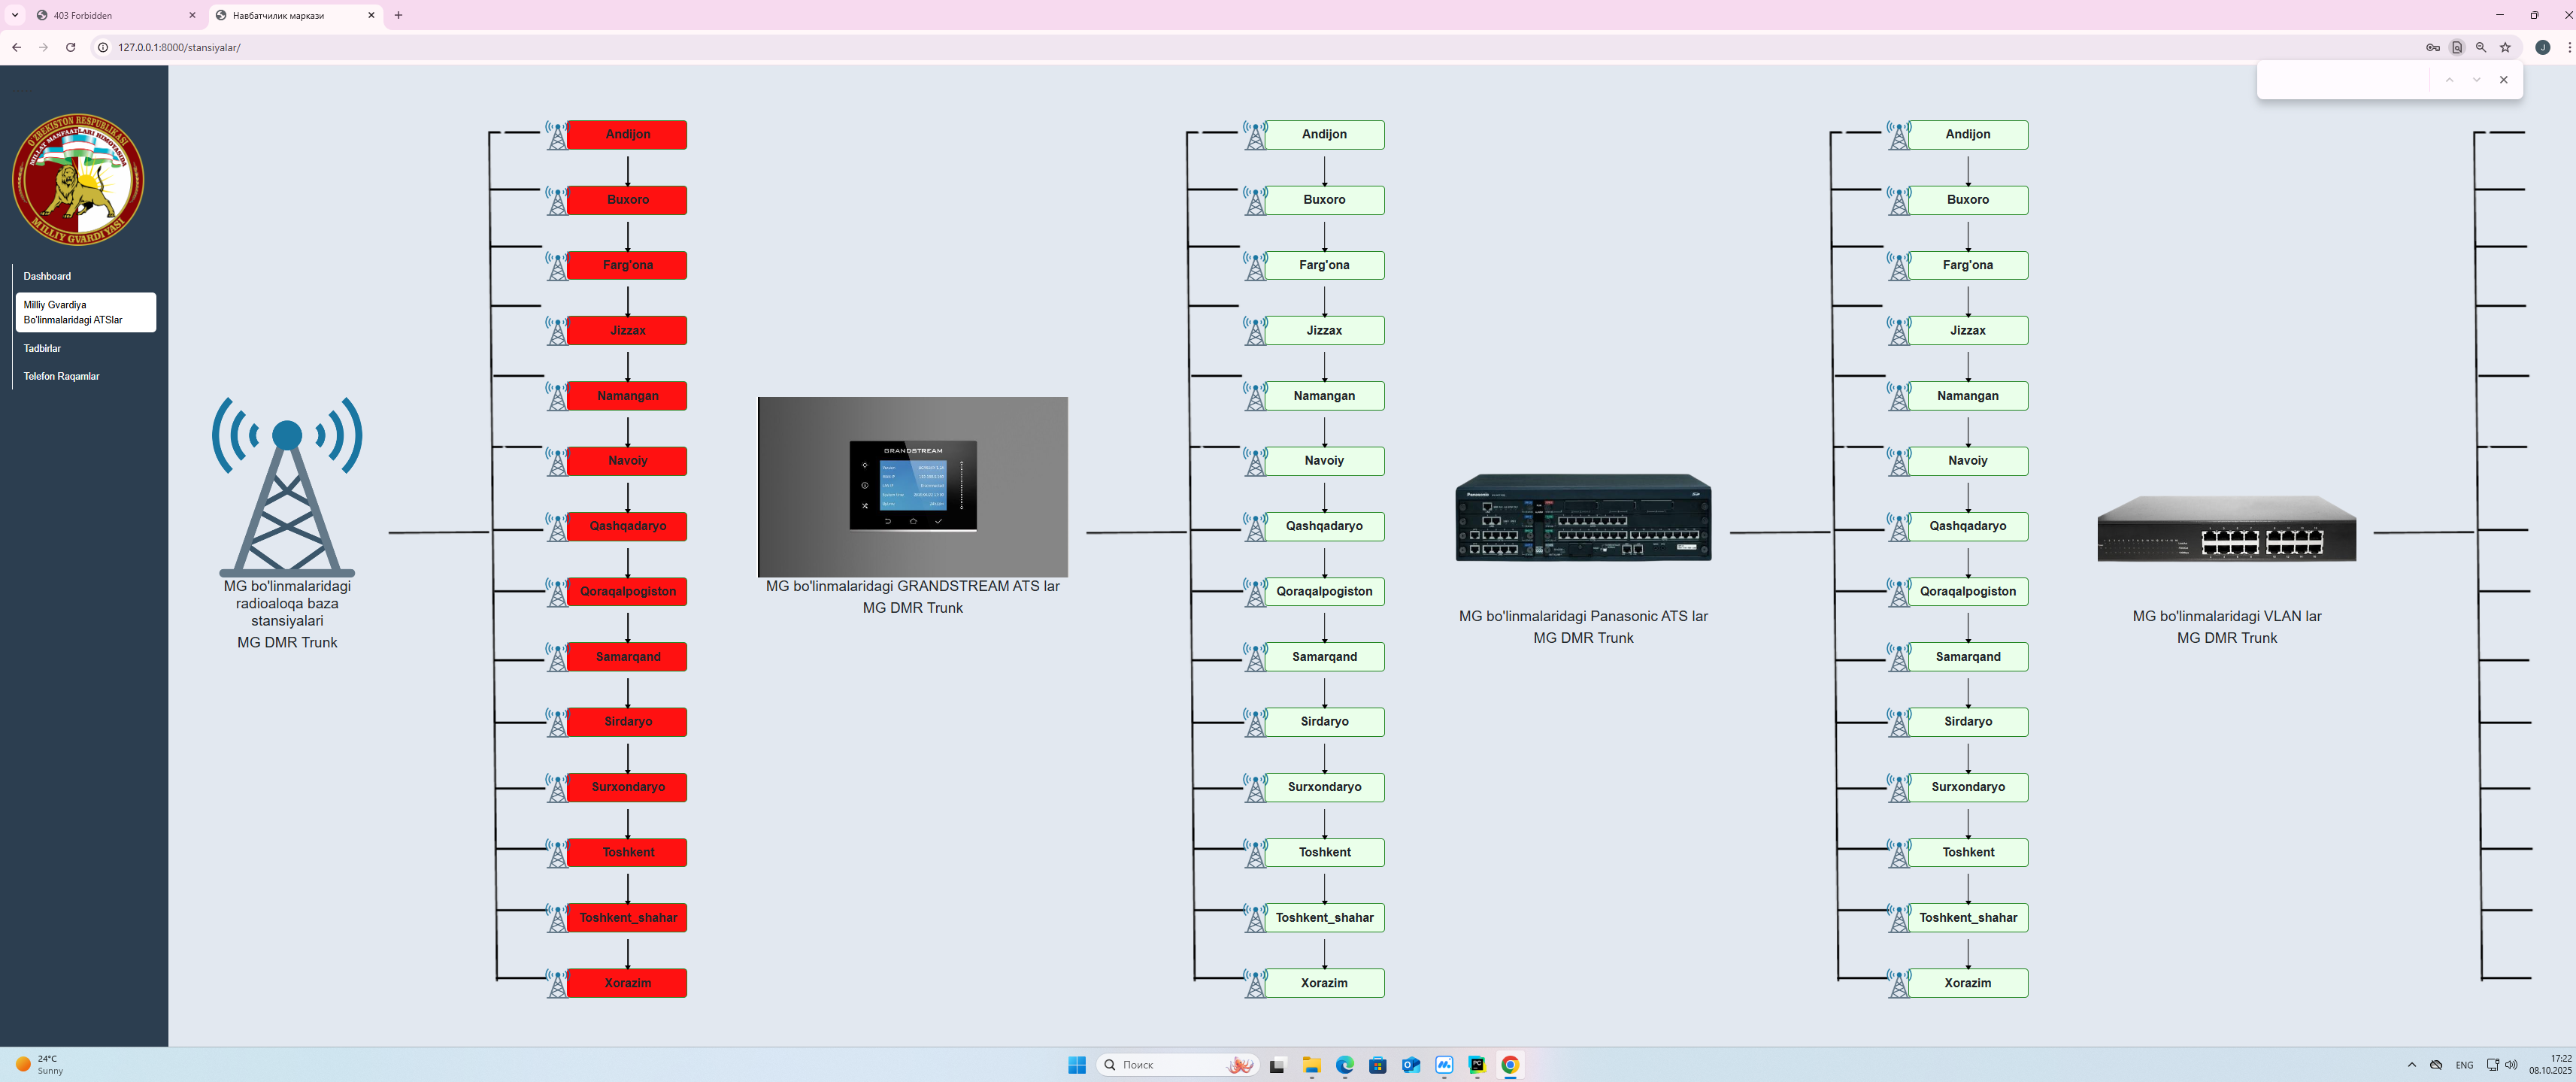 403 Forbidden
Навбатчилик маркази
127.0.0.1:8000/stansiyalar/
J
O'ZBEKISTON RESPUBLIKASI
MILLAT MANFAATLARI HIMOYASIDA
MILLIY GVARDIYASI
Dashboard
Milliy Gvardiya
Bo'linmalaridagi ATSlar
Tadbirlar
Telefon Raqamlar
MG bo'linmalaridagi
radioaloqa baza
stansiyalari
MG DMR Trunk
Andijon
Buxoro
Farg'ona
Jizzax
Namangan
Navoiy
Qashqadaryo
Qoraqalpogiston
Samarqand
Sirdaryo
Surxondaryo
Toshkent
Toshkent_shahar
Xorazim
GRANDSTREAM
MG bo'linmalaridagi GRANDSTREAM ATS lar
MG DMR Trunk
Andijon
Buxoro
Farg'ona
Jizzax
Namangan
Navoiy
Qashqadaryo
Qoraqalpogiston
Samarqand
Sirdaryo
Surxondaryo
Toshkent
Toshkent_shahar
Xorazim
Panasonic
MG bo'linmalaridagi Panasonic ATS lar
MG DMR Trunk
Andijon
Buxoro
Farg'ona
Jizzax
Namangan
Navoiy
Qashqadaryo
Qoraqalpogiston
Samarqand
Sirdaryo
Surxondaryo
Toshkent
Toshkent_shahar
Xorazim
MG bo'linmalaridagi VLAN lar
MG DMR Trunk
24°C
Sunny
Поиск
ENG
17:22
08.10.2025